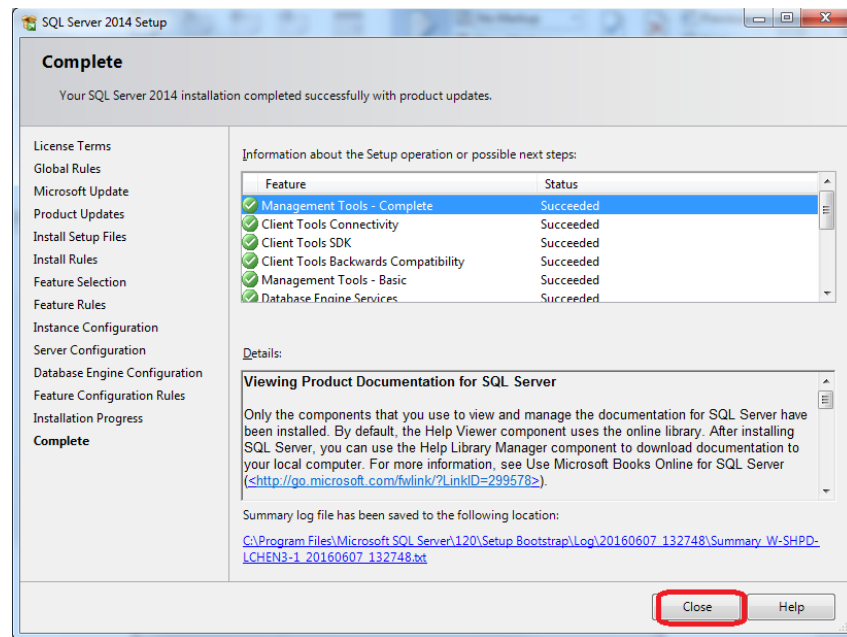 SQL Server 2014 Setup
Complete
Your SQL Server 2014 installation completed successfully with product updates.
License Terms
Global Rules
Microsoft Update
Product Updates
Install Setup Files
Install Rules
Feature Selection
Feature Rules
Instance Configuration
Server Configuration
Database Engine Configuration
Feature Configuration Rules
Installation Progress
Complete
Information about the Setup operation or possible next steps:
Feature Status
Management Tools - Complete Succeeded
Client Tools Connectivity Succeeded
Client Tools SDK Succeeded
Client Tools Backwards Compatibility Succeeded
Management Tools - Basic Succeeded
Database Engine Services Succeeded
Details:
Viewing Product Documentation for SQL Server
Only the components that you use to view and manage the documentation for SQL Server have
been installed. By default, the Help Viewer component uses the online library. After installing
SQL Server, you can use the Help Library Manager component to download documentation to
your local computer. For more information, see Use Microsoft Books Online for SQL Server
(<http://go.microsoft.com/fwlink/?LinkID=299578>).
Summary log file has been saved to the following location:
C:\Program Files\Microsoft SQL Server\120\Setup Bootstrap\Log\20160607_132748\Summary_W-SHPD-
LCHEN3-1_20160607_132748.txt
Close Help